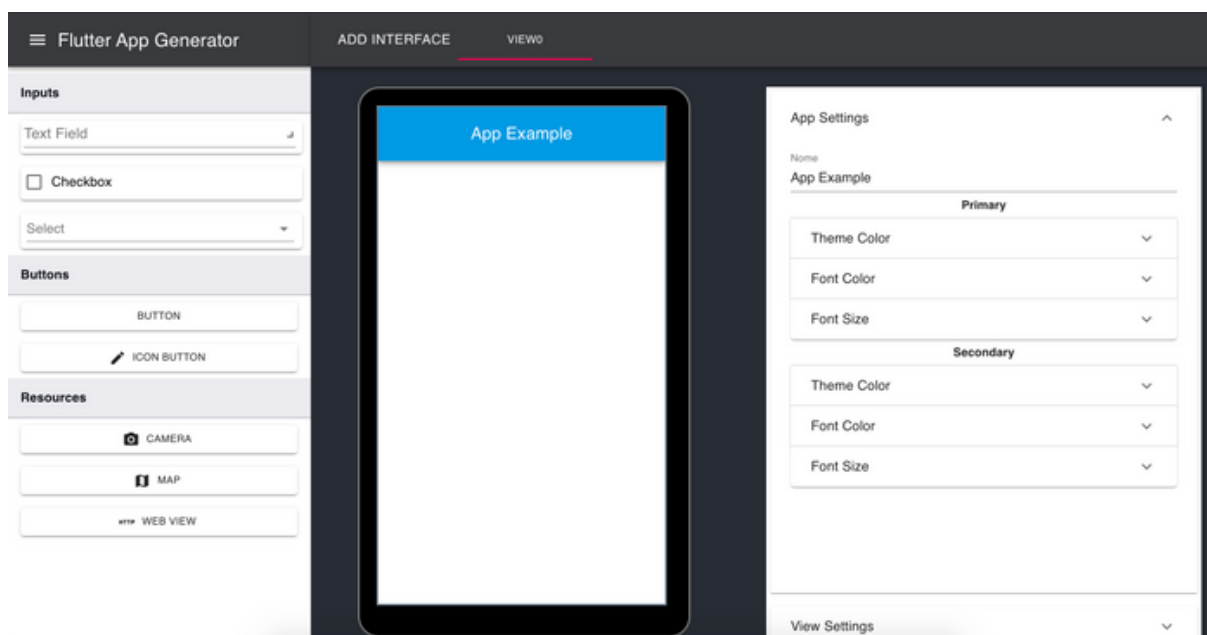 Flutter App Generator
ADD INTERFACE
VIEW0
Inputs
Text Field
Checkbox
Select
Buttons
BUTTON
ICON BUTTON
Resources
CAMERA
MAP
HTTP WEB VIEW
App Example
App Settings
Nome
App Example
Primary
Theme Color
Font Color
Font Size
Secondary
Theme Color
Font Color
Font Size
View Settings